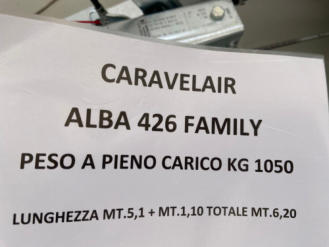 CARAVELAIR
ALBA 426 FAMILY
PESO A PIENO CARICO KG 1050
LUNGHEZZA MT.5,1 + MT.1,10 TOTALE MT.6,20